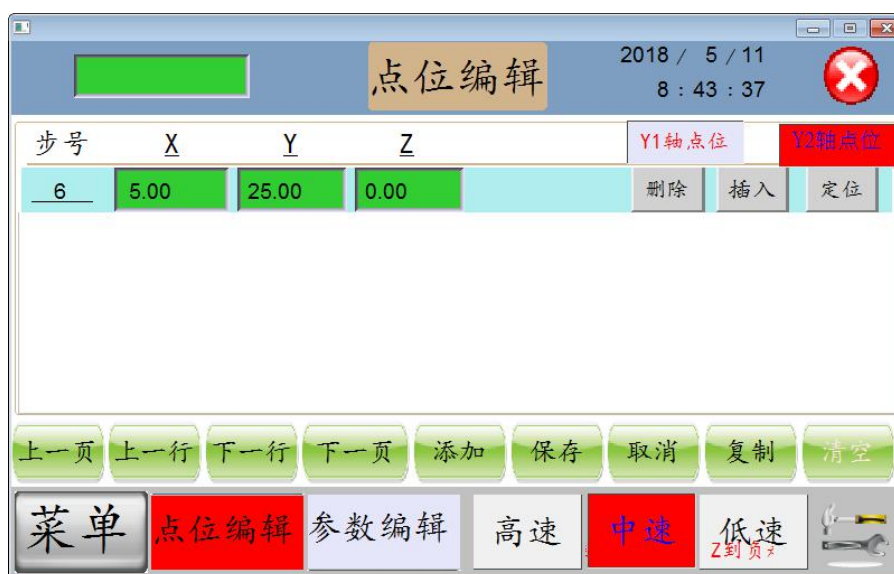 点位编辑
2018 / 5 / 11
8 : 43 : 37
步号 X Y Z Y1轴点位 Y2轴点位
6 5.00 25.00 0.00 删除 插入 定位
上一页 上一行 下一行 下一页 添加 保存 取消 复制 清空
菜单 点位编辑 参数编辑 高速 中速 低速